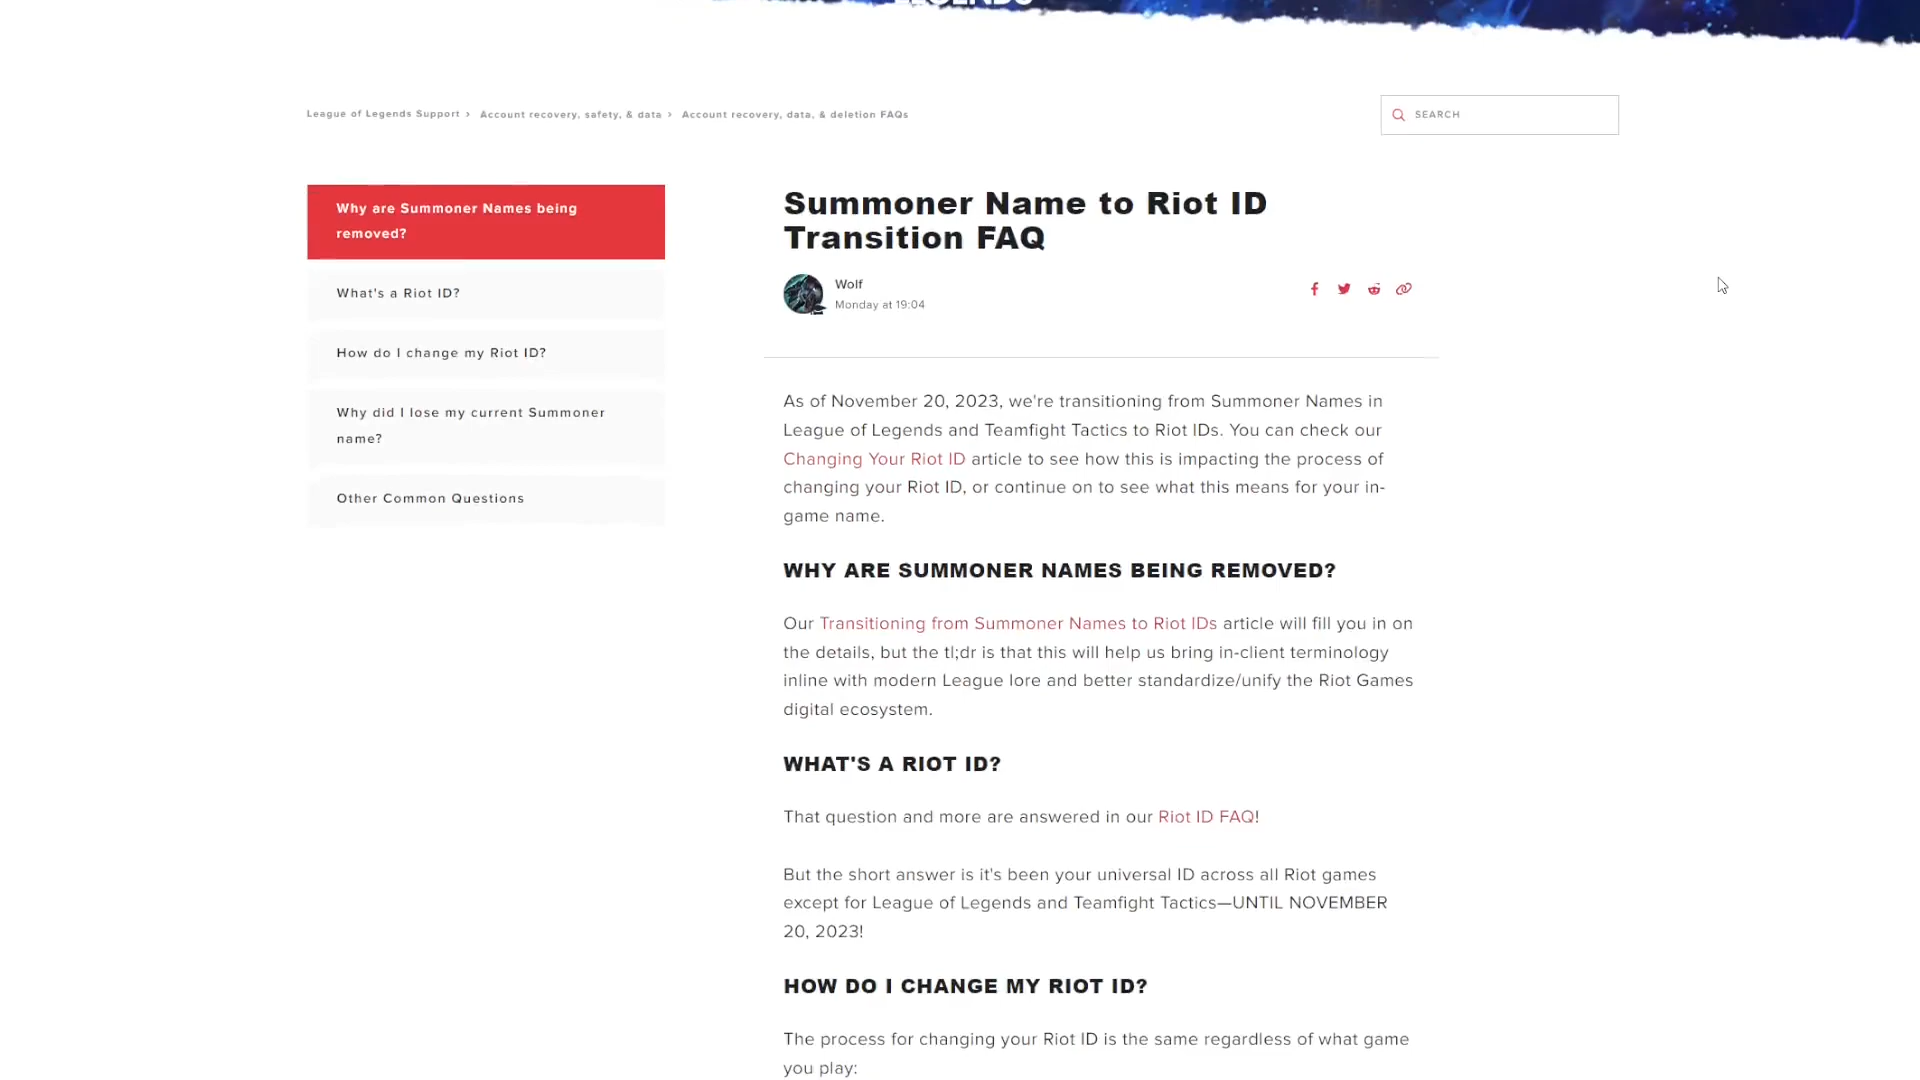 League of Legends Support > Account recovery, safety, & data > Account recovery, data, & deletion FAQs
SEARCH
Why are Summoner Names being
removed?
What's a Riot ID?
How do I change my Riot ID?
Why did I lose my current Summoner
name?
Other Common Questions
Summoner Name to Riot ID
Transition FAQ
Wolf
Monday at 19:04
As of November 20, 2023, we're transitioning from Summoner Names in
League of Legends and Teamfight Tactics to Riot IDs. You can check our
Changing Your Riot ID article to see how this is impacting the process of
changing your Riot ID, or continue on to see what this means for your in-
game name.
WHY ARE SUMMONER NAMES BEING REMOVED?
Our Transitioning from Summoner Names to Riot IDs article will fill you in on
the details, but the tl;dr is that this will help us bring in-client terminology
inline with modern League lore and better standardize/unify the Riot Games
digital ecosystem.
WHAT'S A RIOT ID?
That question and more are answered in our Riot ID FAQ!
But the short answer is it's been your universal ID across all Riot games
except for League of Legends and Teamfight Tactics—UNTIL NOVEMBER
20, 2023!
HOW DO I CHANGE MY RIOT ID?
The process for changing your Riot ID is the same regardless of what game
you play: